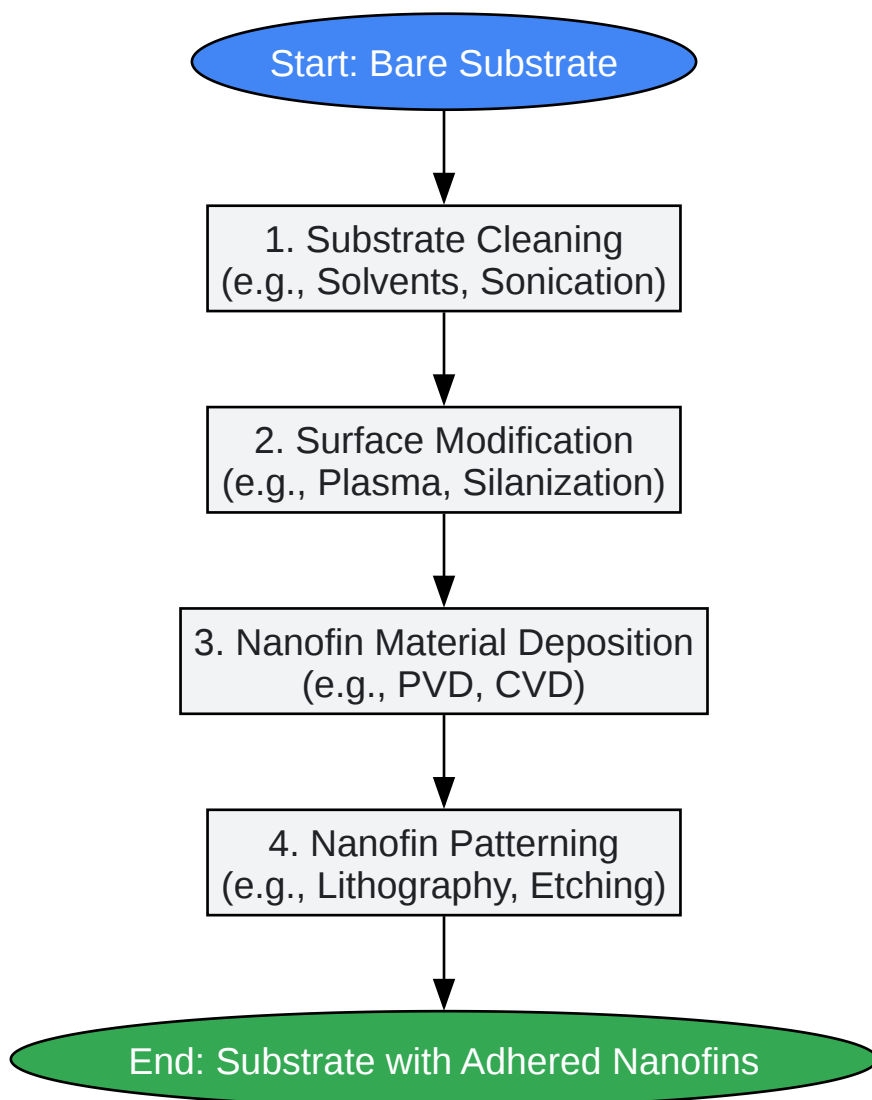 Start: Bare Substrate
1. Substrate Cleaning
(e.g., Solvents, Sonication)
2. Surface Modification
(e.g., Plasma, Silanization)
3. Nanofin Material Deposition
(e.g., PVD, CVD)
4. Nanofin Patterning
(e.g., Lithography, Etching)
End: Substrate with Adhered Nanofins